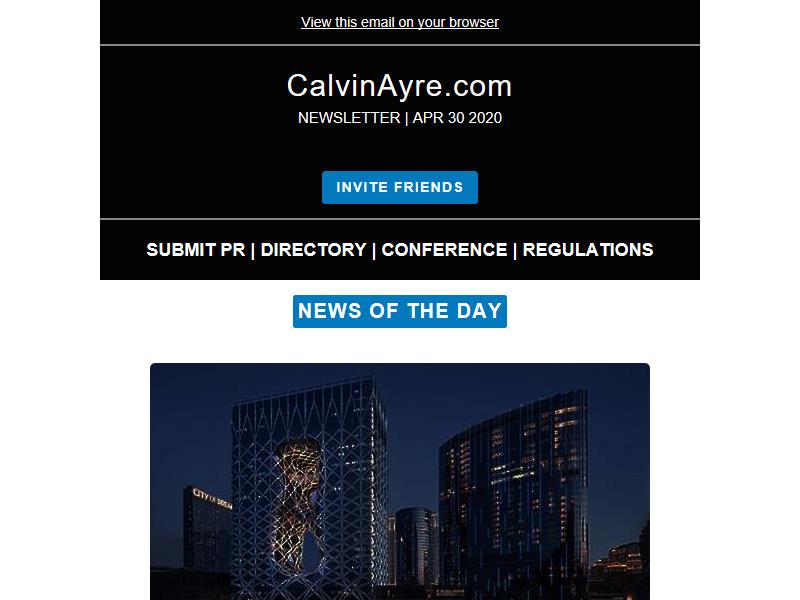 View this email on your browser
CalvinAyre.com
NEWSLETTER | APR 30 2020
INVITE FRIENDS
SUBMIT PR | DIRECTORY | CONFERENCE | REGULATIONS
NEWS OF THE DAY
CITY OF DREAMS